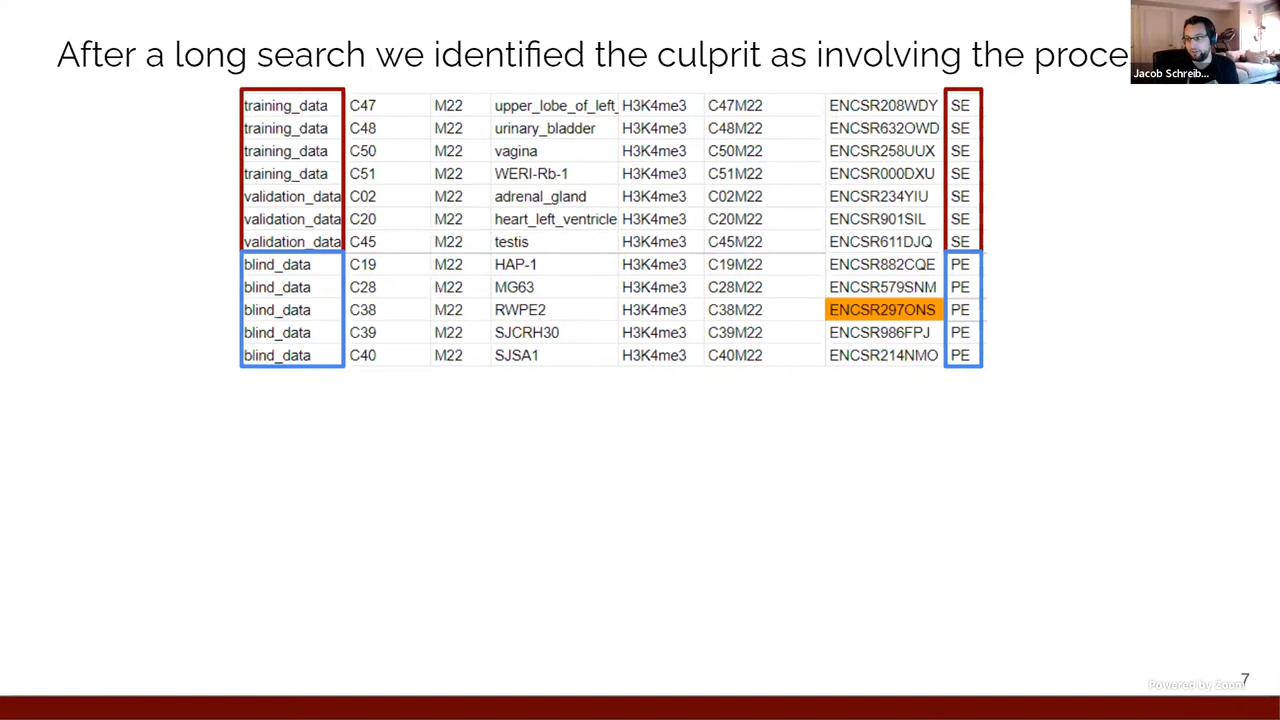 After a long search we identified the culprit as involving the proce
Jacob Schreib...
training_data C47 M22 upper_lobe_of_left_ H3K4me3 C47M22 ENCSR208WDY SE
training_data C48 M22 urinary_bladder H3K4me3 C48M22 ENCSR632OWD SE
training_data C50 M22 vagina H3K4me3 C50M22 ENCSR258UUX SE
training_data C51 M22 WERI-Rb-1 H3K4me3 C51M22 ENCSR000DXU SE
validation_data C02 M22 adrenal_gland H3K4me3 C02M22 ENCSR234YIU SE
validation_data C20 M22 heart_left_ventricle H3K4me3 C20M22 ENCSR901SIL SE
validation_data C45 M22 testis H3K4me3 C45M22 ENCSR611DJQ SE
blind_data C19 M22 HAP-1 H3K4me3 C19M22 ENCSR882CQE PE
blind_data C28 M22 MG63 H3K4me3 C28M22 ENCSR579SNM PE
blind_data C38 M22 RWPE2 H3K4me3 C38M22 ENCSR297ONS PE
blind_data C39 M22 SJCRH30 H3K4me3 C39M22 ENCSR986FPJ PE
blind_data C40 M22 SJSA1 H3K4me3 C40M22 ENCSR214NMO PE
7
Powered by Zoom